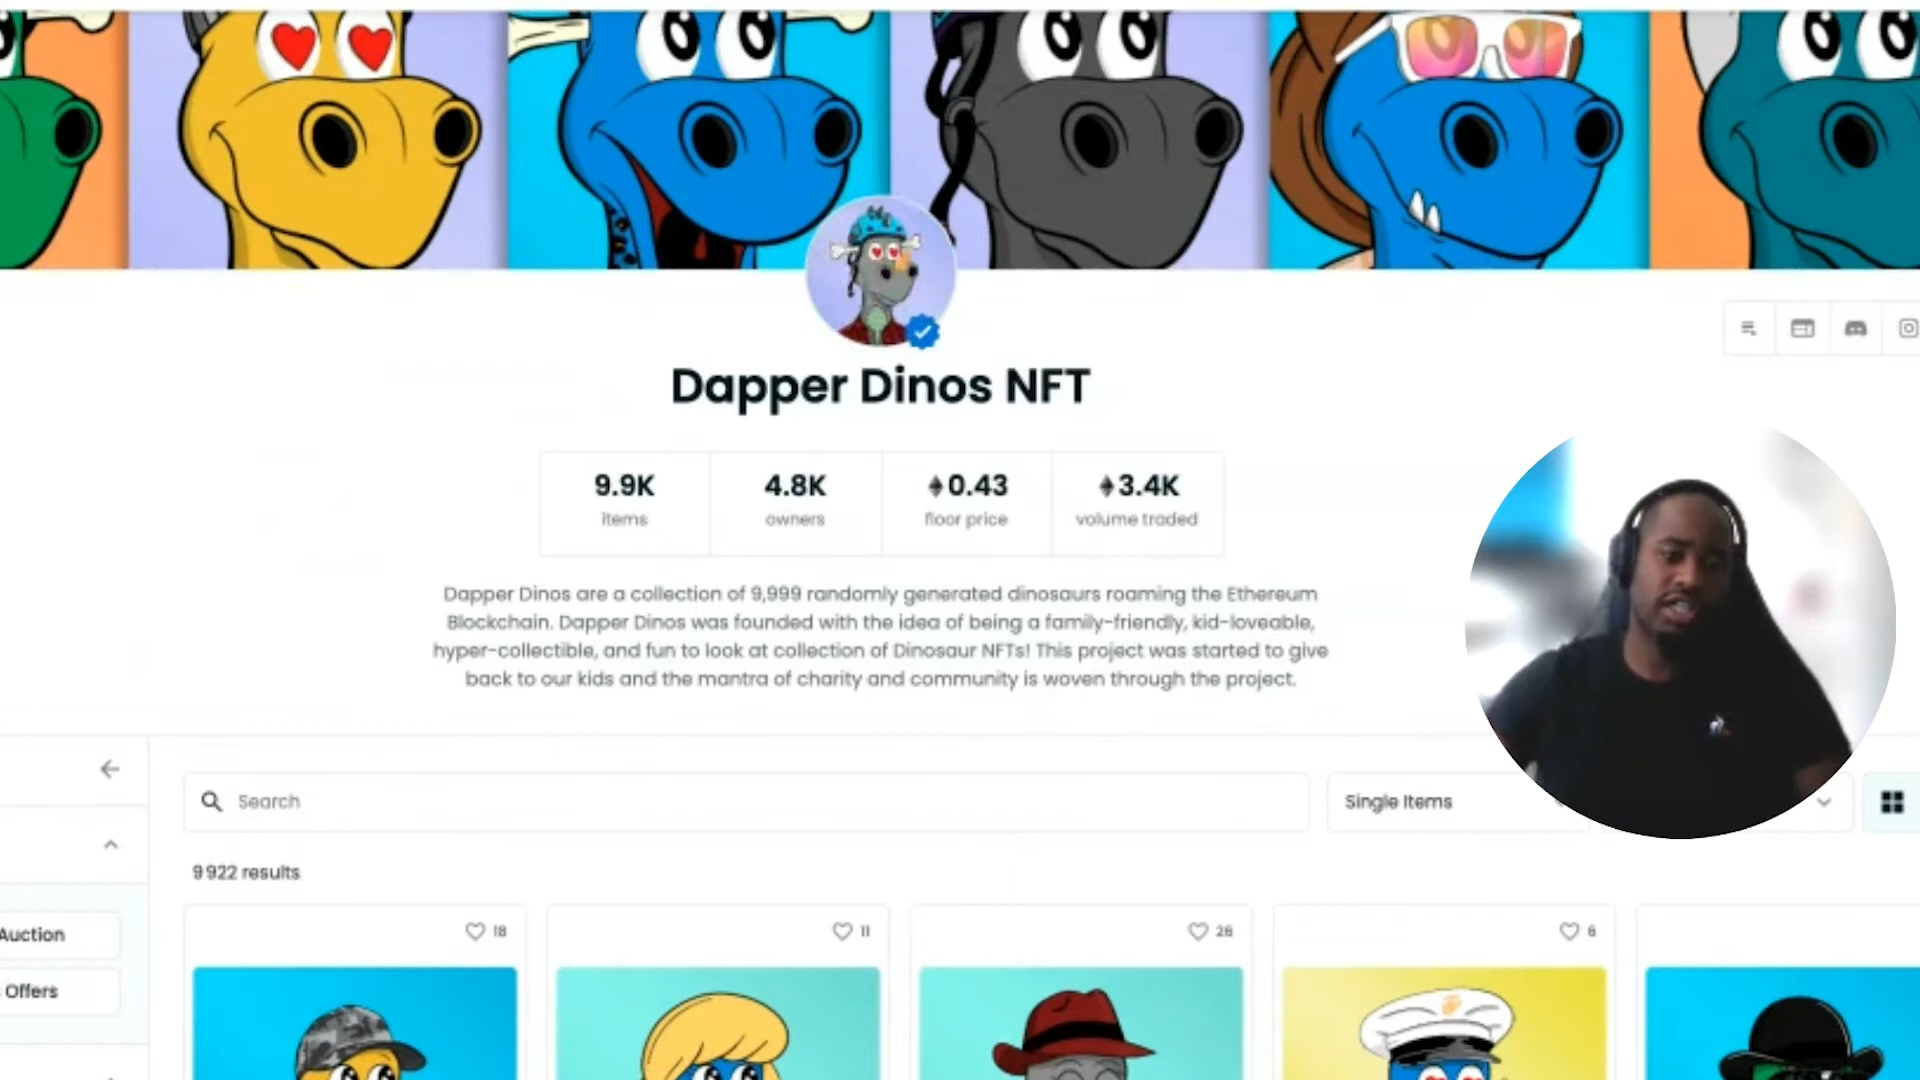 Dapper Dinos NFT
9.9K
4.8K
0.43
3.4K
items
owners
floor price
volume traded
Dapper Dinos are a collection of 9,999 randomly generated dinosaurs roaming the Ethereum
Blockchain. Dapper Dinos was founded with the idea of being a family-friendly, kid-loveable,
hyper-collectible, and fun to look at collection of Dinosaur NFTs! This project was started to give
back to our kids and the mantra of charity and community is woven through the project.
Search
Single Items
9 922 results
Auction
Offers
18
11
26
6